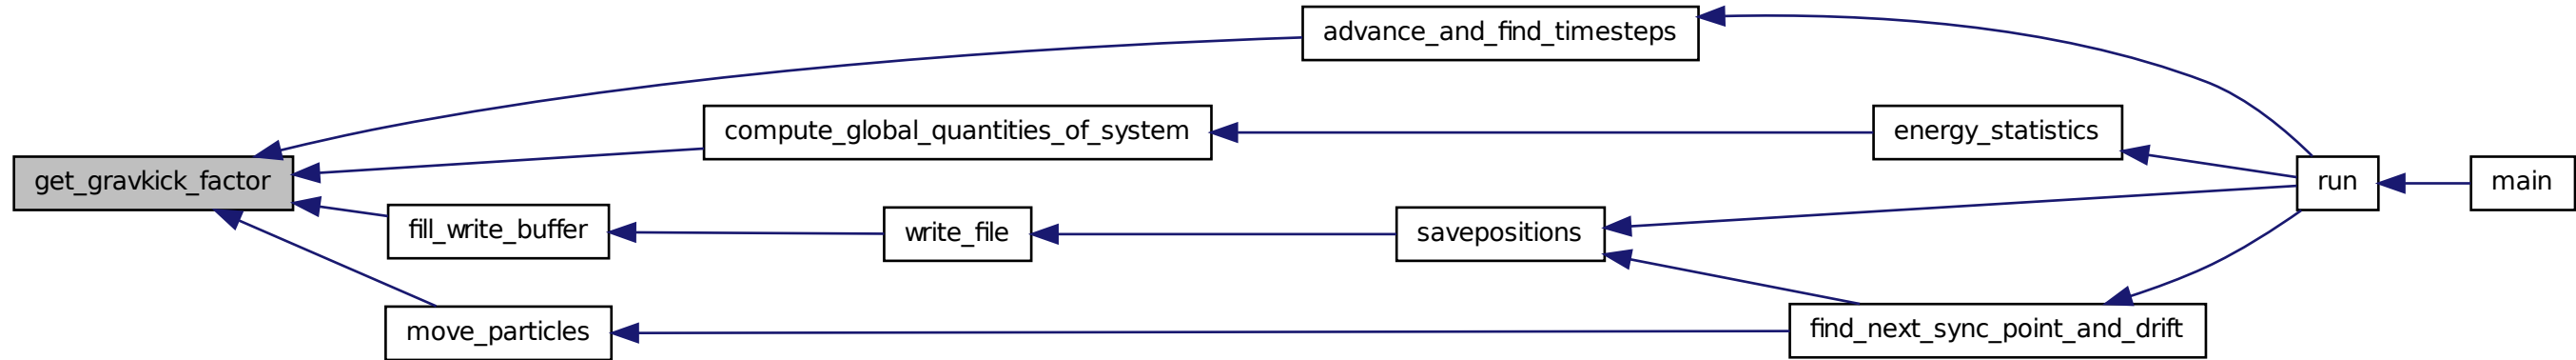 advance_and_find_timesteps
compute_global_quantities_of_system
energy_statistics
get_gravkick_factor
run
main
fill_write_buffer
write_file
savepositions
move_particles
find_next_sync_point_and_drift